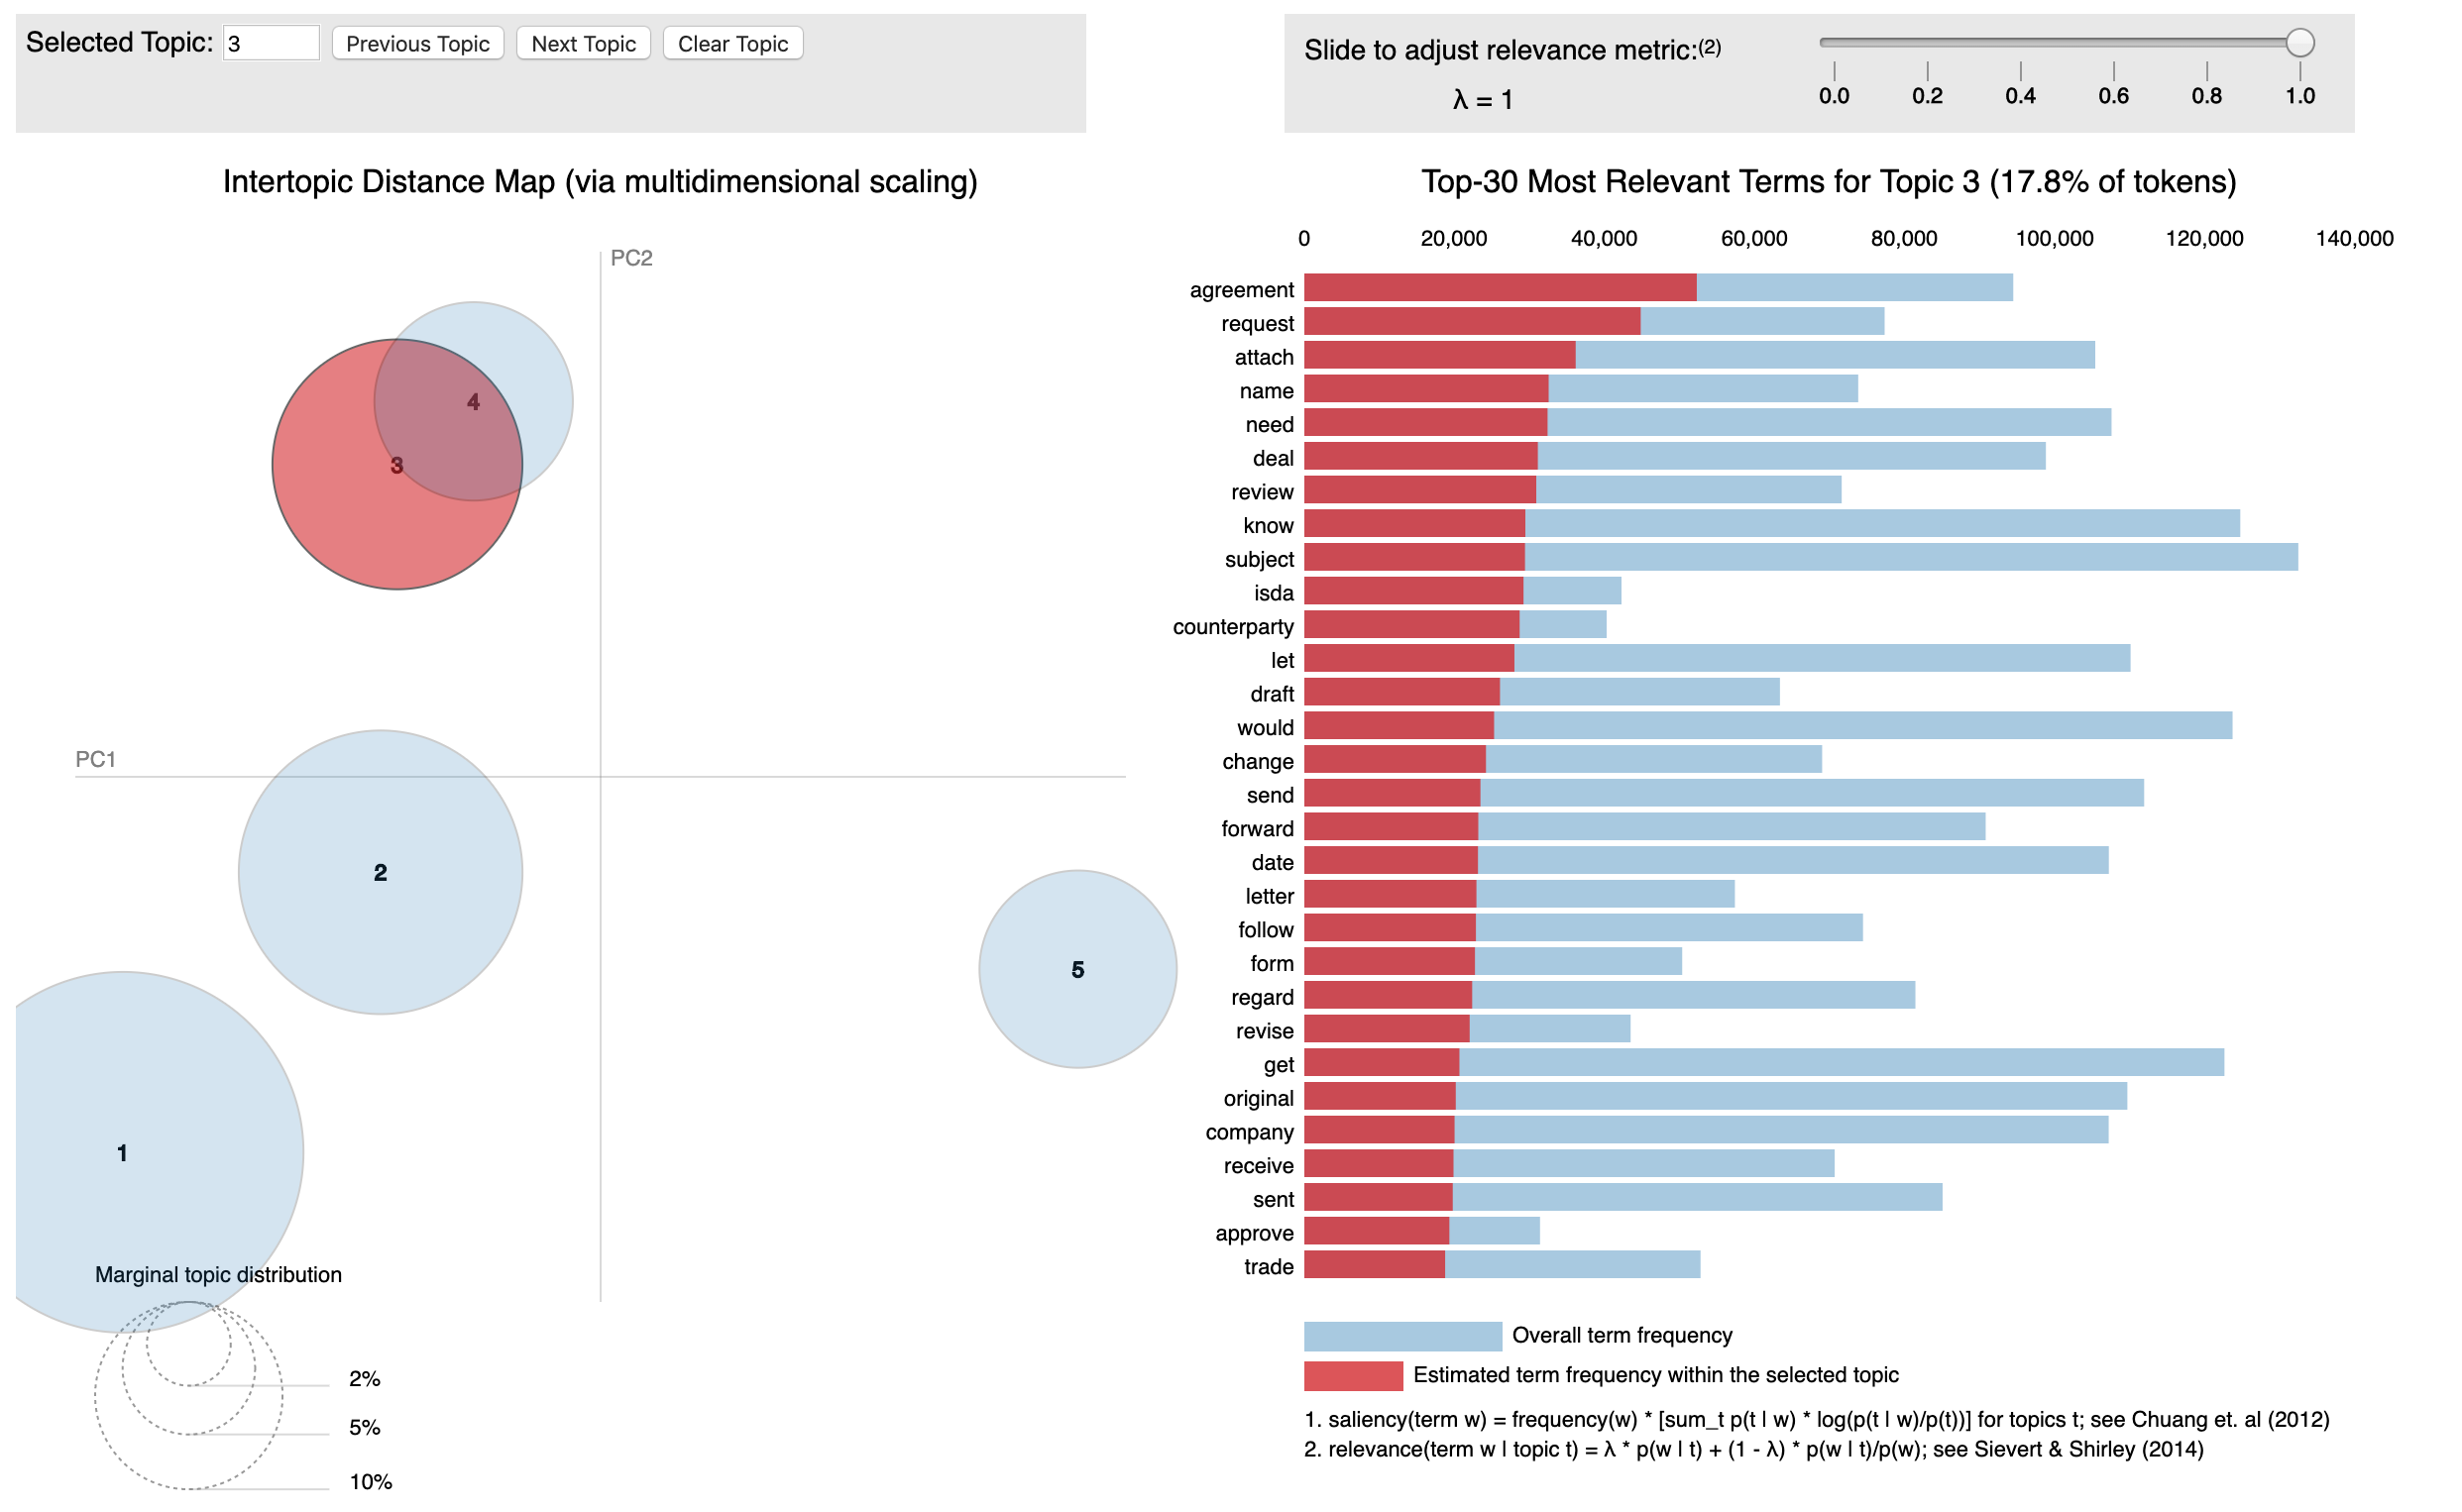 Selected Topic: 3 Previous Topic Next Topic Clear Topic
Slide to adjust relevance metric:(2)
λ = 1
0.0 0.2 0.4 0.6 0.8 1.0
Intertopic Distance Map (via multidimensional scaling)
PC2
PC1
4
3
2
5
1
Marginal topic distribution
2%
5%
10%
Top-30 Most Relevant Terms for Topic 3 (17.8% of tokens)
0 20,000 40,000 60,000 80,000 100,000 120,000 140,000
agreement
request
attach
name
need
deal
review
know
subject
isda
counterparty
let
draft
would
change
send
forward
date
letter
follow
form
regard
revise
get
original
company
receive
sent
approve
trade
Overall term frequency
Estimated term frequency within the selected topic
1. saliency(term w) = frequency(w) * [sum_t p(t | w) * log(p(t | w)/p(t))] for topics t; see Chuang et. al (2012)
2. relevance(term w | topic t) = λ * p(w | t) + (1 - λ) * p(w | t)/p(w); see Sievert & Shirley (2014)